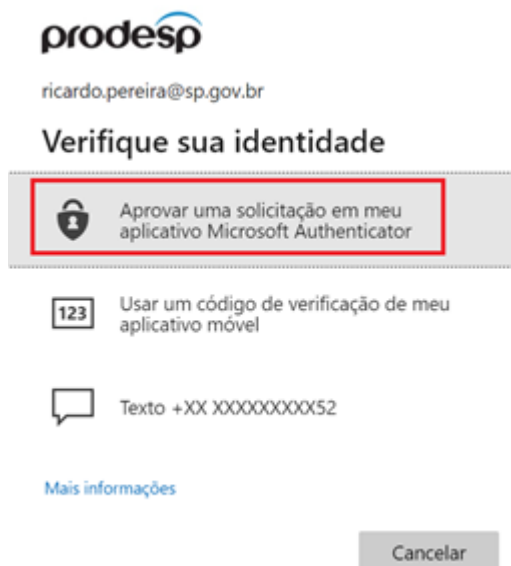 prodesp
ricardo.pereira@sp.gov.br
Verifique sua identidade
Aprovar uma solicitação em meu
aplicativo Microsoft Authenticator
123
Usar um código de verificação de meu
aplicativo móvel
Texto +XX XXXXXXXXX52
Mais informações
Cancelar